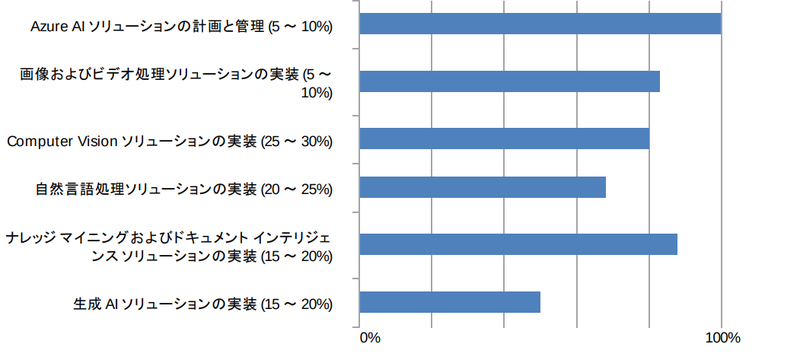 Azure AI ソリューションの計画と管理 (5 ～ 10%)
画像およびビデオ処理ソリューションの実装 (5 ～
10%)
Computer Vision ソリューションの実装 (25 ～ 30%)
自然言語処理ソリューションの実装 (20 ～ 25%)
ナレッジ マイニングおよびドキュメント インテリジェ
ンス ソリューションの実装 (15 ～ 20%)
生成 AI ソリューションの実装 (15 ～ 20%)
0% 100%